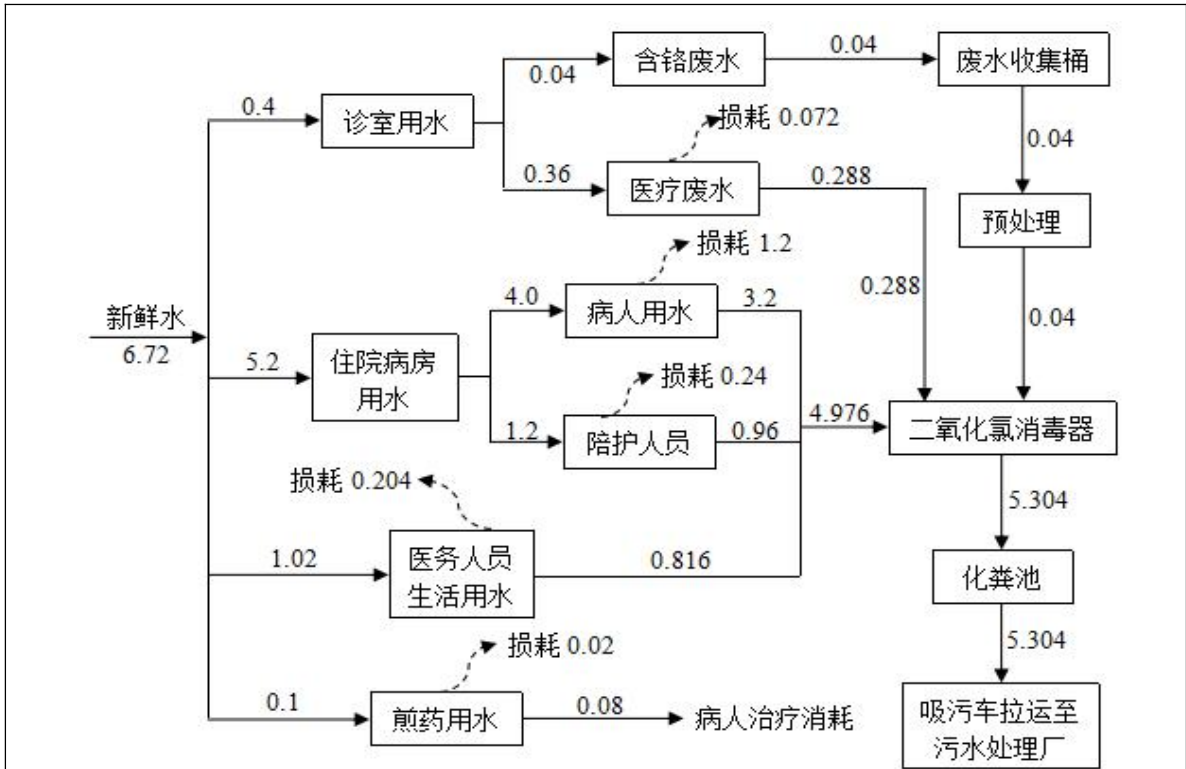 含铬废水
0.04
废水收集桶
0.04
0.4
诊室用水
损耗 0.072
0.04
0.36
医疗废水
0.288
预处理
损耗 1.2
0.288
新鲜水
4.0
病人用水
3.2
0.04
6.72
5.2
住院病房
用水
损耗 0.24
1.2
陪护人员
0.96
4.976
二氧化氯消毒器
损耗 0.204
5.304
1.02
医务人员
生活用水
0.816
化粪池
损耗 0.02
5.304
0.1
煎药用水
0.08
病人治疗消耗
吸污车拉运至
污水处理厂